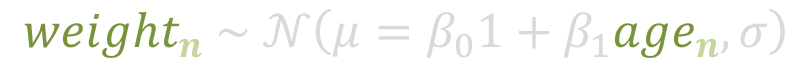 weightₙ ~ 𝒩(μ = β₀1 + β₁ageₙ, σ)